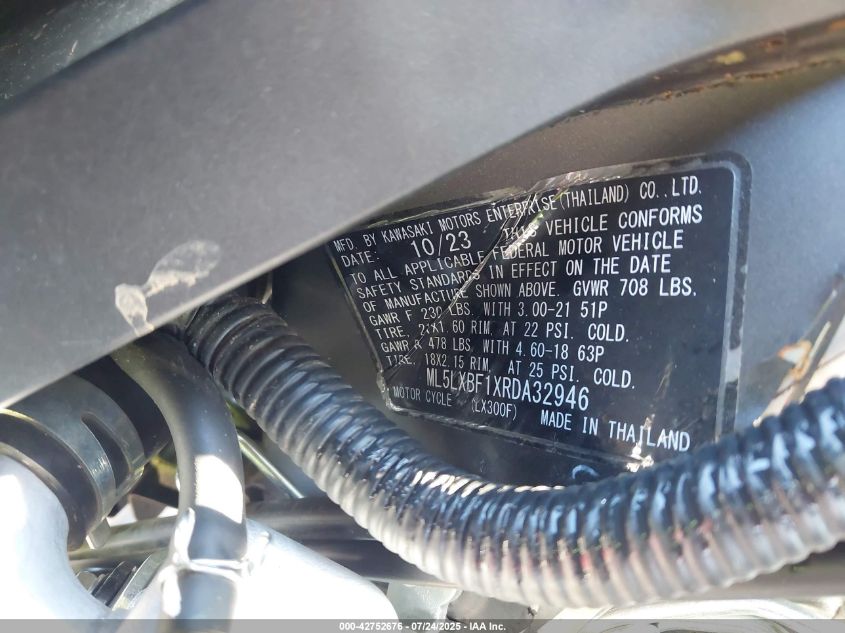 MFD. BY KAWASAKI MOTORS ENTERPRISE(THAILAND) CO.,LTD.
DATE: 10/23 THIS VEHICLE CONFORMS
TO ALL APPLICABLE FEDERAL MOTOR VEHICLE
SAFETY STANDARDS IN EFFECT ON THE DATE
OF MANUFACTURE SHOWN ABOVE. GVWR 708 LBS.
GAWR F 230 LBS. WITH 3.00-21 51P
TIRE, 21X1.60 RIM, AT 22 PSI. COLD.
GAWR R 478 LBS. WITH 4.60-18 63P
TIRE, 18X2.15 RIM, AT 25 PSI. COLD.
ML5LXBF1XRDA32946
MOTOR CYCLE (LX300F) MADE IN THAILAND
000-42752676 - 07/24/2025 - IAA Inc.